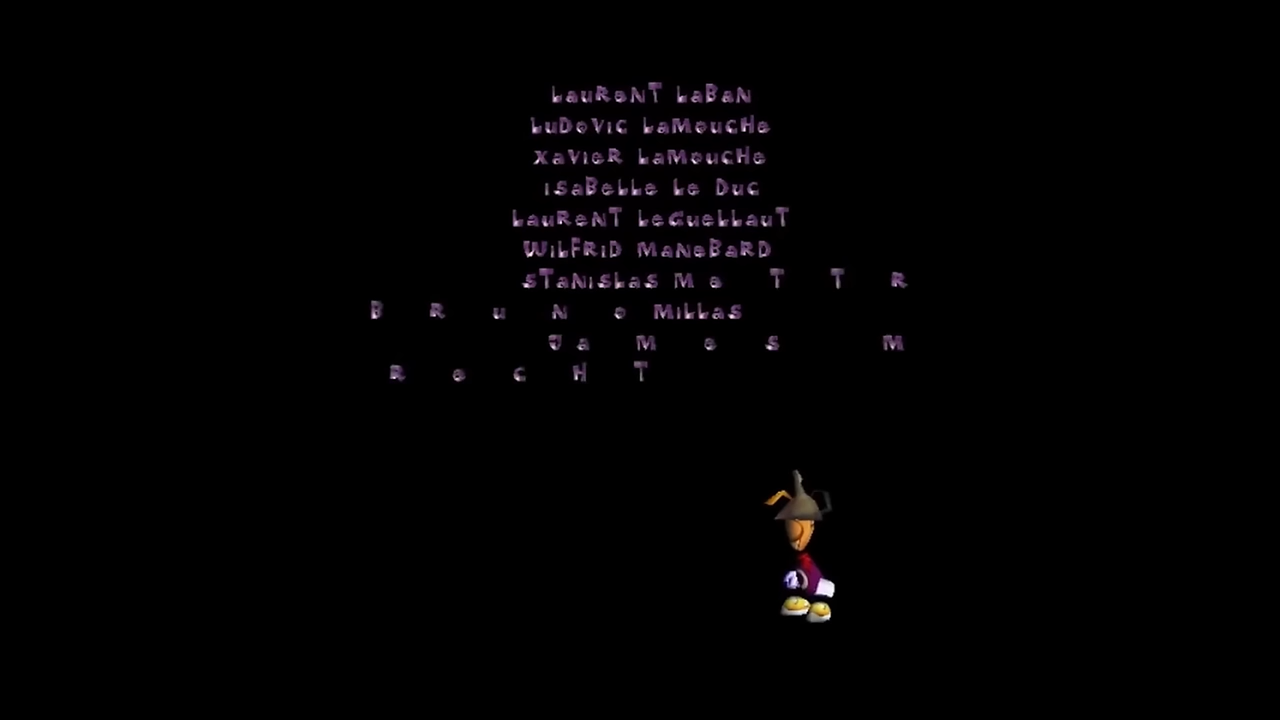 LauReNT LaBaN
LuDoVic LaMoucHe
XaVieR LaMoucHe
iSaBeLLe Le Duc
LauReNT LeGueLLauT
WiLFRiD MaNeBaRD
STaNiSLaS M e T T R
B R u N o MiLLaS
J a M e S M
R e c H T